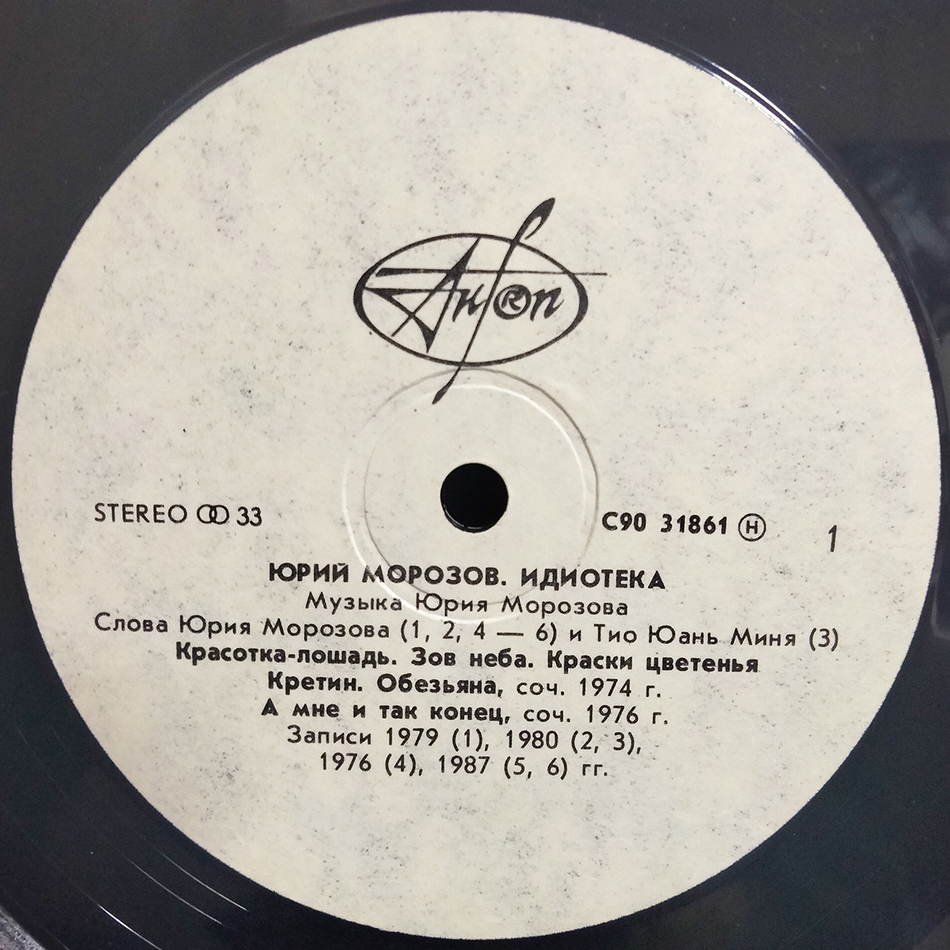 АнТроп
®
STEREO 33
С90 31861 Ⓗ
1
ЮРИЙ МОРОЗОВ. ИДИОТЕКА
Музыка Юрия Морозова
Слова Юрия Морозова (1, 2, 4 — 6) и Тио Юань Миня (3)
Красотка-лошадь. Зов неба. Краски цветенья
Кретин. Обезьяна, соч. 1974 г.
А мне и так конец, соч. 1976 г.
Записи 1979 (1), 1980 (2, 3),
1976 (4), 1987 (5, 6) гг.